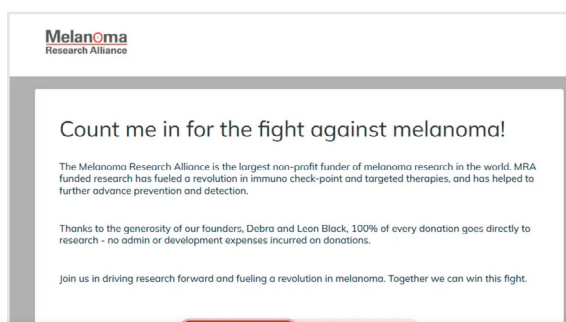 Melanoma
Research Alliance
Count me in for the fight against melanoma!
The Melanoma Research Alliance is the largest non-profit funder of melanoma research in the world. MRA
funded research has fueled a revolution in immuno check-point and targeted therapies, and has helped to
further advance prevention and detection.
Thanks to the generosity of our founders, Debra and Leon Black, 100% of every donation goes directly to
research - no admin or development expenses incurred on donations.
Join us in driving research forward and fueling a revolution in melanoma. Together we can win this fight.